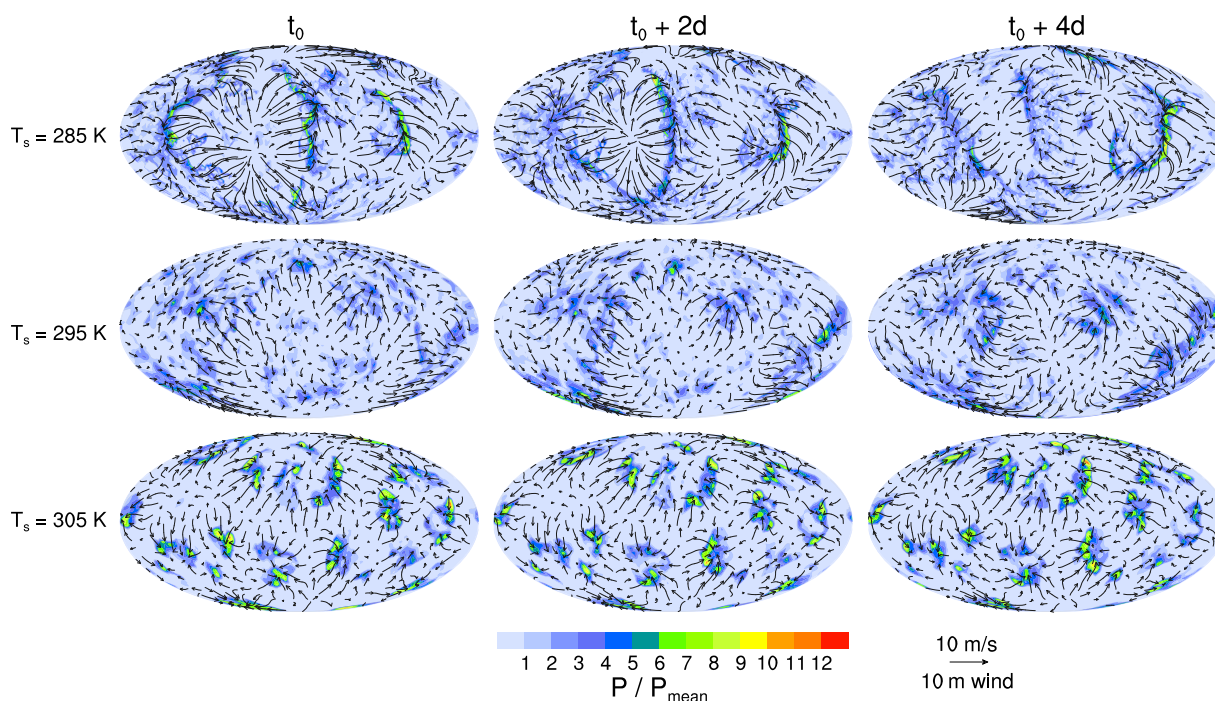 t0 t0 + 2d t0 + 4d
Ts = 285 K
Ts = 295 K
Ts = 305 K
1 2 3 4 5 6 7 8 9 10 11 12
P / Pmean
10 m/s
10 m wind